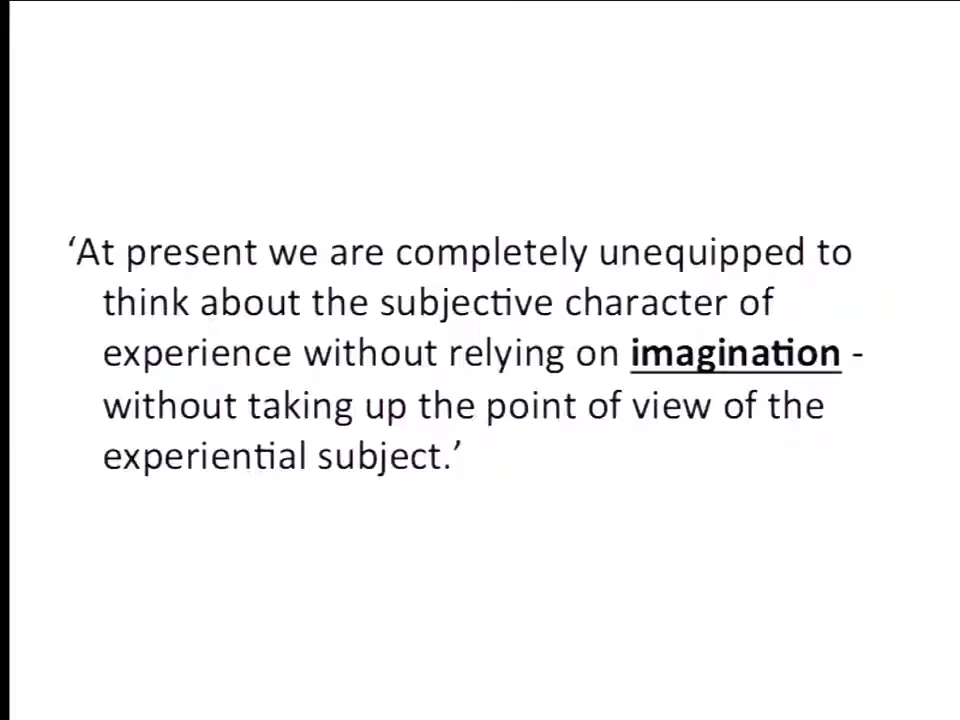 ‘At present we are completely unequipped to
think about the subjective character of
experience without relying on imagination -
without taking up the point of view of the
experiential subject.’